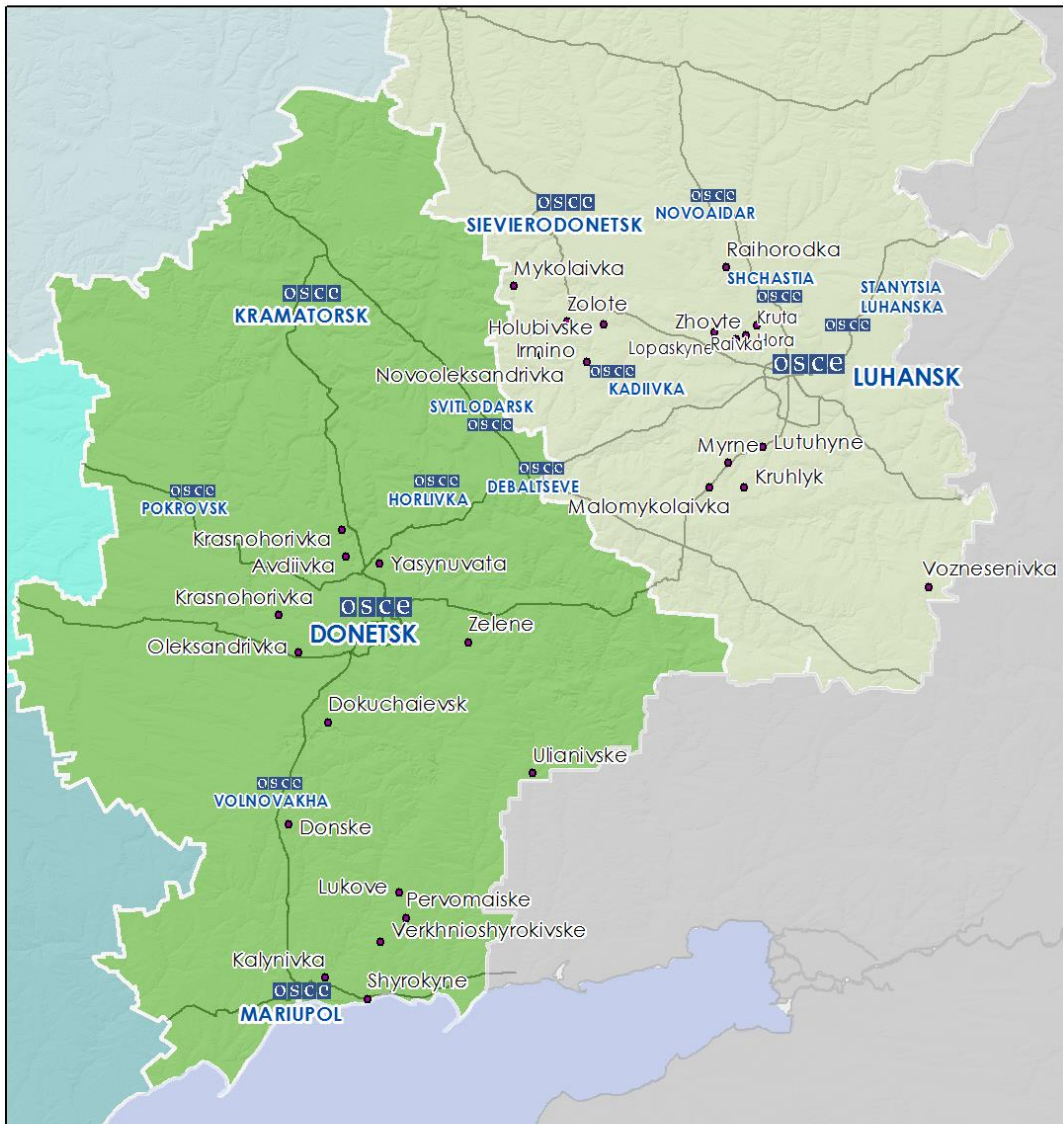 osce
SIEVIERODONETSK
osce
NOVOAIDAR
Mykolaivka
Raihorodka
osce
KRAMATORSK
Zolote
SHCHASTIA
osce
STANYTSIA
LUHANSKA
osce
Holubivske
Zhovte
Kruta
Hora
Irmino
Lopaskyne
Raivka
osce
LUHANSK
Novooleksandrivka
osce
KADIIVKA
SVITLODARSK
osce
Myrne
Lutuhyne
osce
DEBALTSEVE
osce
HORLIVKA
osce
POKROVSK
Malomykolaivka
Kruhlyk
Krasnohorivka
Avdiivka
Yasynuvata
Voznesenivka
Krasnohorivka
osce
DONETSK
Oleksandrivka
Zelene
Dokuchaievsk
Ulianivske
osce
VOLNOVAKHA
Donske
Lukove
Pervomaiske
Verkhnioshyrokivske
Kalynivka
Shyrokyne
osce
MARIUPOL